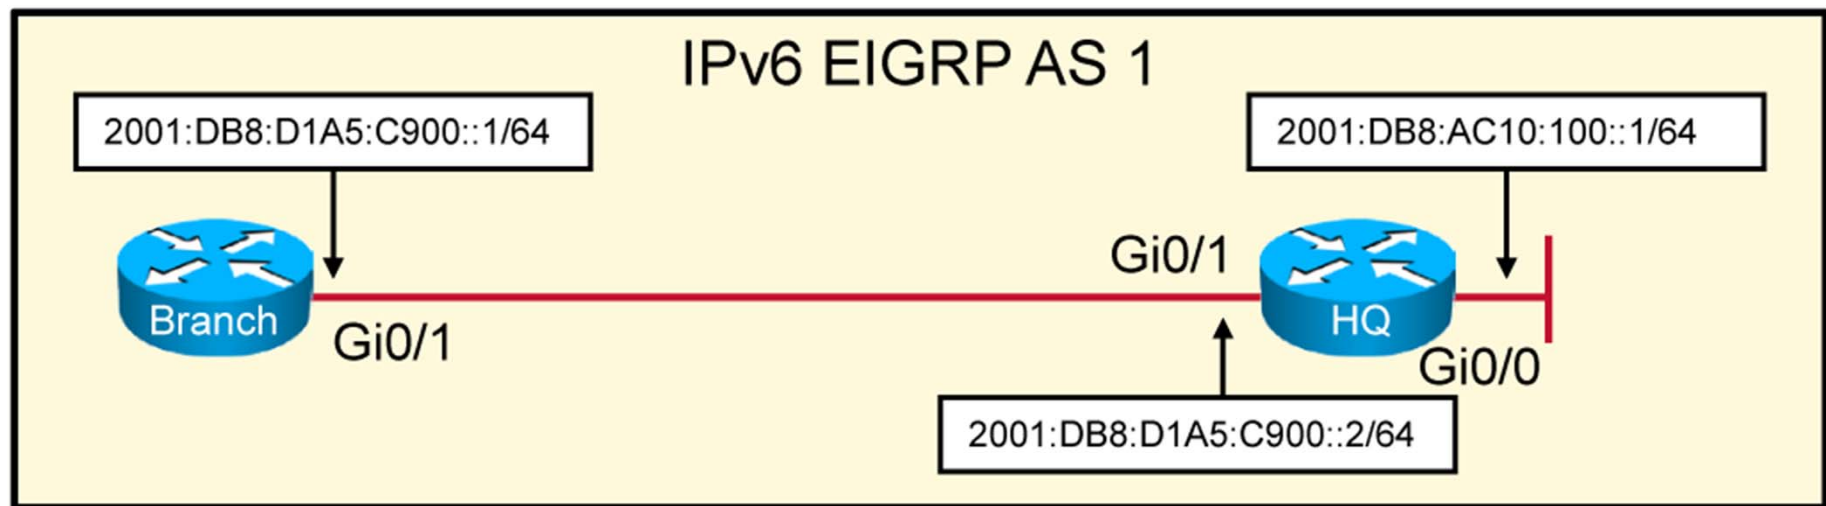 IPv6 EIGRP AS 1
2001:DB8:D1A5:C900::1/64
2001:DB8:AC10:100::1/64
Branch
Gi0/1
Gi0/1
HQ
Gi0/0
2001:DB8:D1A5:C900::2/64